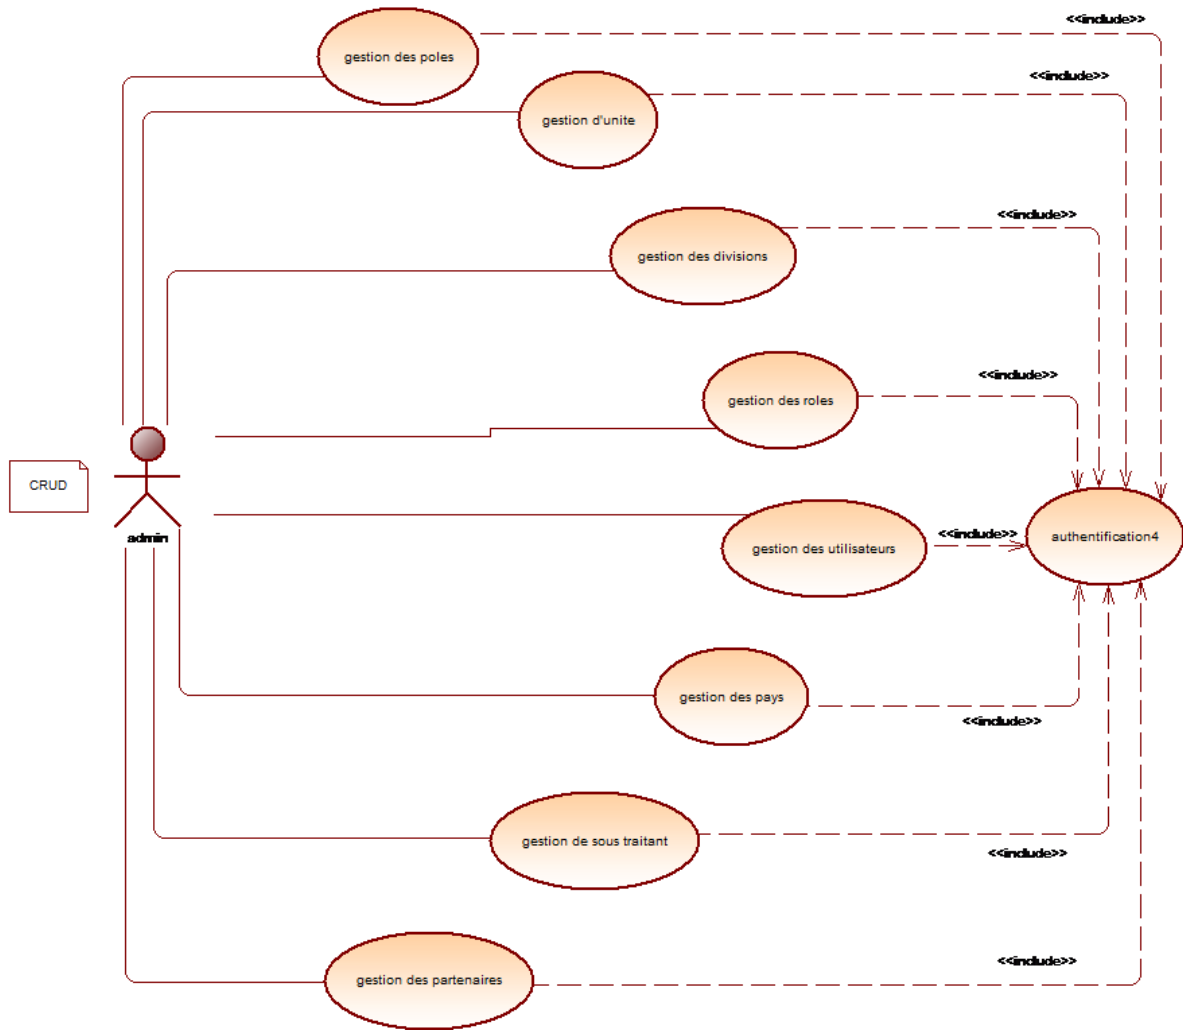 <<include>>
gestion des poles
<<include>>
gestion d'unite
<<include>>
gestion des divisions
<<include>>
gestion des roles
CRUD
admin
gestion des utilisateurs
<<include>>
authentification4
gestion des pays
<<include>>
gestion de sous traitant
<<include>>
gestion des partenaires
<<include>>